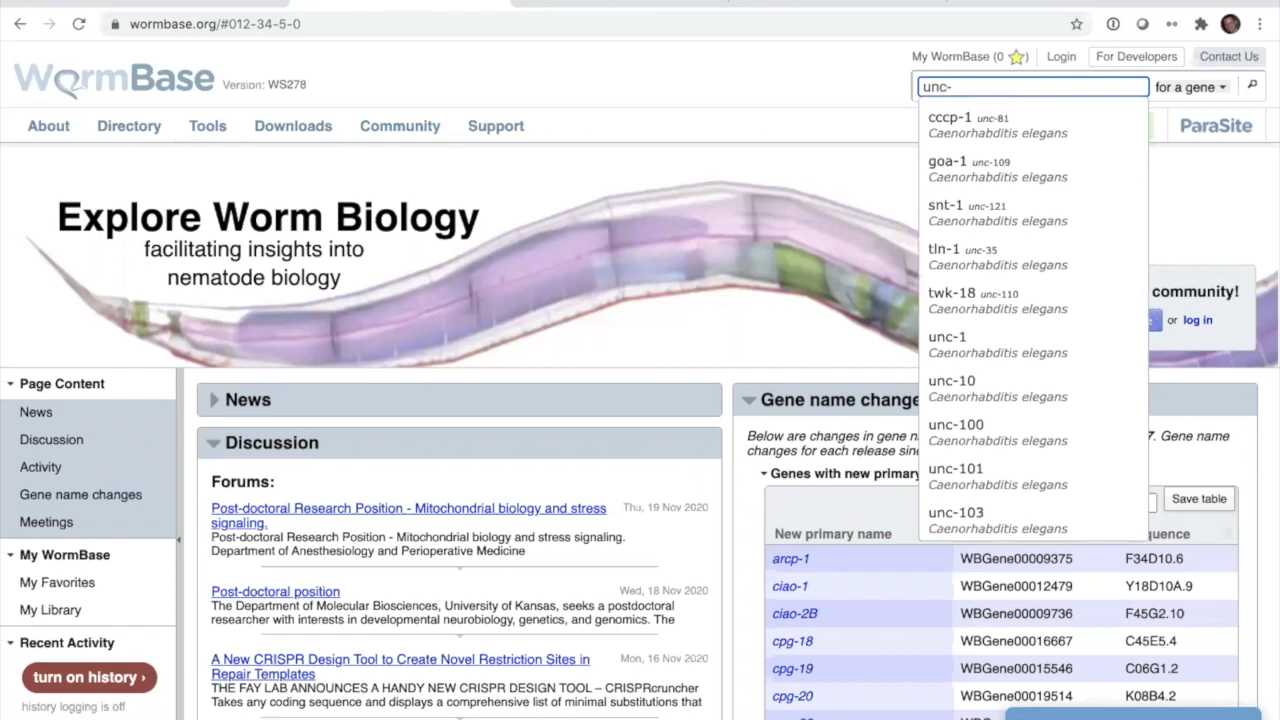 wormbase.org/#012-34-5-0
My WormBase (0 ) Login For Developers Contact Us
WormBase Version: WS278
unc- for a gene
About Directory Tools Downloads Community Support ParaSite
cccp-1 unc-81
Caenorhabditis elegans
goa-1 unc-109
Caenorhabditis elegans
snt-1 unc-121
Caenorhabditis elegans
tln-1 unc-35
Caenorhabditis elegans
twk-18 unc-110
Caenorhabditis elegans
unc-1
Caenorhabditis elegans
unc-10
Caenorhabditis elegans
unc-100
Caenorhabditis elegans
unc-101
Caenorhabditis elegans
unc-103
Caenorhabditis elegans
Explore Worm Biology
facilitating insights into
nematode biology
community!
or log in
Page Content
News
Discussion
Activity
Gene name changes
Meetings
My WormBase
My Favorites
My Library
Recent Activity
turn on history ›
history logging is off
News
Discussion
Forums:
Post-doctoral Research Position - Mitochondrial biology and stress Thu, 19 Nov 2020
signaling.
Post-doctoral Research Position - Mitochondrial biology and stress signaling.
Department of Anesthesiology and Perioperative Medicine
Post-doctoral position Wed, 18 Nov 2020
The Department of Molecular Biosciences, University of Kansas, seeks a postdoctoral
researcher with interests in developmental neurobiology, genetics, and genomics. The
A New CRISPR Design Tool to Create Novel Restriction Sites in Mon, 16 Nov 2020
Repair Templates
THE FAY LAB ANNOUNCES A HANDY NEW CRISPR DESIGN TOOL – CRISPRcruncher
Takes any coding sequence and displays a comprehensive list of minimal substitutions that
Gene name change
Below are changes in gene n 7. Gene name
changes for each release sin
Genes with new primary
Save table
New primary name quence
arcp-1 WBGene00009375 F34D10.6
ciao-1 WBGene00012479 Y18D10A.9
ciao-2B WBGene00009736 F45G2.10
cpg-18 WBGene00016667 C45E5.4
cpg-19 WBGene00015546 C06G1.2
cpg-20 WBGene00019514 K08B4.2